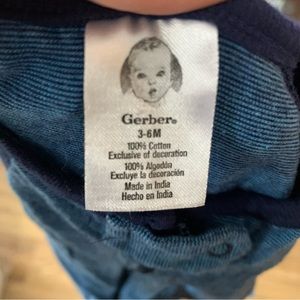 Gerber®
3-6M
100% Cotton
Exclusive of decoration
100% Algodón
Excluye la decoración
Made in India
Hecho en India